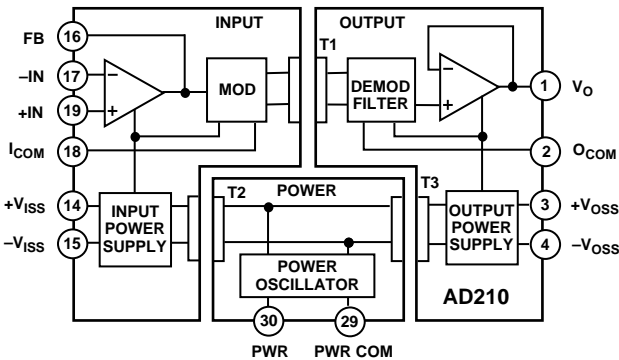 INPUT
OUTPUT
FB 16
T1
–IN 17
–
MOD
DEMOD
FILTER
–
+
1 VO
+IN 19
+
ICOM 18
2 OCOM
T2 POWER T3
+VISS 14
INPUT
POWER
SUPPLY
OUTPUT
POWER
SUPPLY
3 +VOSS
–VISS 15
4 –VOSS
POWER
OSCILLATOR
AD210
30 29
PWR PWR COM